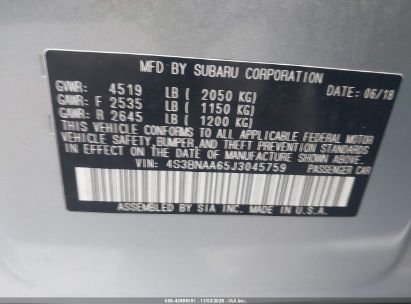 MFD BY SUBARU CORPORATION
GVWR: 4519 LB ( 2050 KG) DATE: 06/18
GAWR: F 2535 LB ( 1150 KG)
GAWR: R 2645 LB ( 1200 KG)
THIS VEHICLE CONFORMS TO ALL APPLICABLE FEDERAL MOTOR
VEHICLE SAFETY, BUMPER, AND THEFT PREVENTION STANDARDS
IN EFFECT ON THE DATE OF MANUFACTURE SHOWN ABOVE.
VIN: 4S3BNAA65J3045759 PASSENGER CAR
ASSEMBLED BY SIA INC. MADE IN U.S.A.